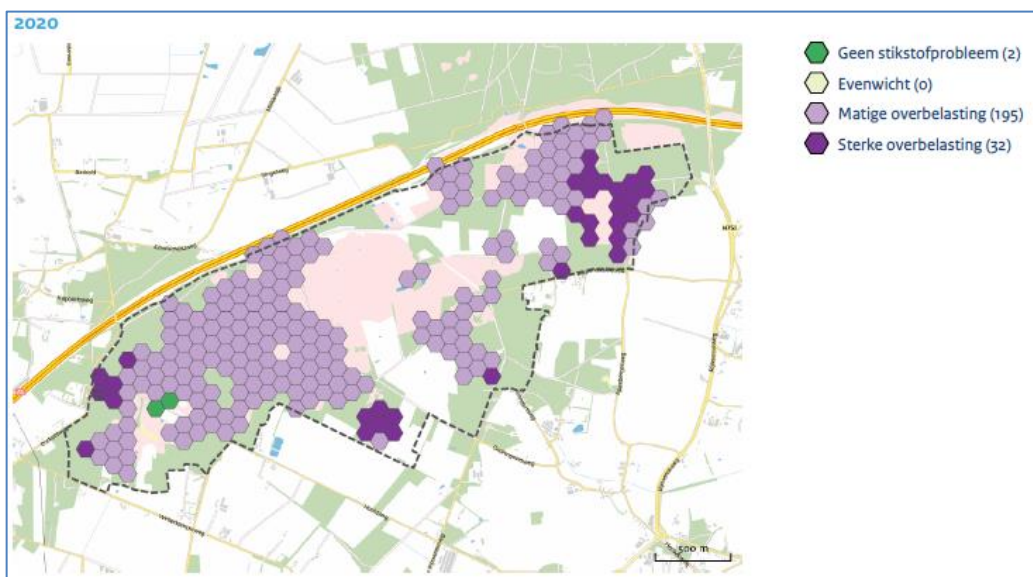 2020
Geen stikstofprobleem (2)
Evenwicht (0)
Matige overbelasting (195)
Sterke overbelasting (32)
500 m